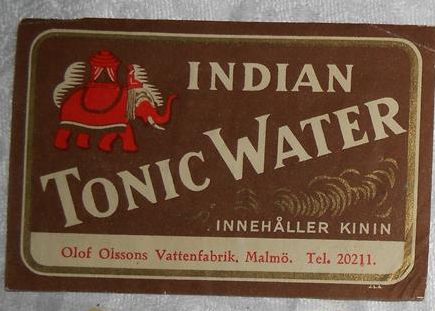 INDIAN
TONIC WATER
INNEHÅLLER KININ
Olof Olssons Vattenfabrik, Malmö. Tel. 20211.